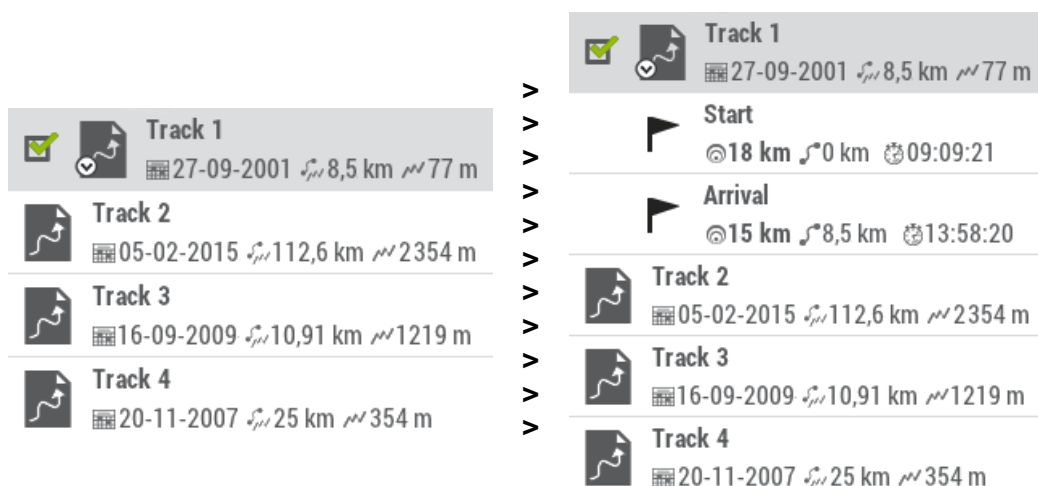 Track 1
27-09-2001 8,5 km 77 m
Track 2
05-02-2015 112,6 km 2354 m
Track 3
16-09-2009 10,91 km 1219 m
Track 4
20-11-2007 25 km 354 m
>
>
>
>
>
>
>
>
>
>
>
Track 1
27-09-2001 8,5 km 77 m
Start
18 km 0 km 09:09:21
Arrival
15 km 8,5 km 13:58:20
Track 2
05-02-2015 112,6 km 2354 m
Track 3
16-09-2009 10,91 km 1219 m
Track 4
20-11-2007 25 km 354 m